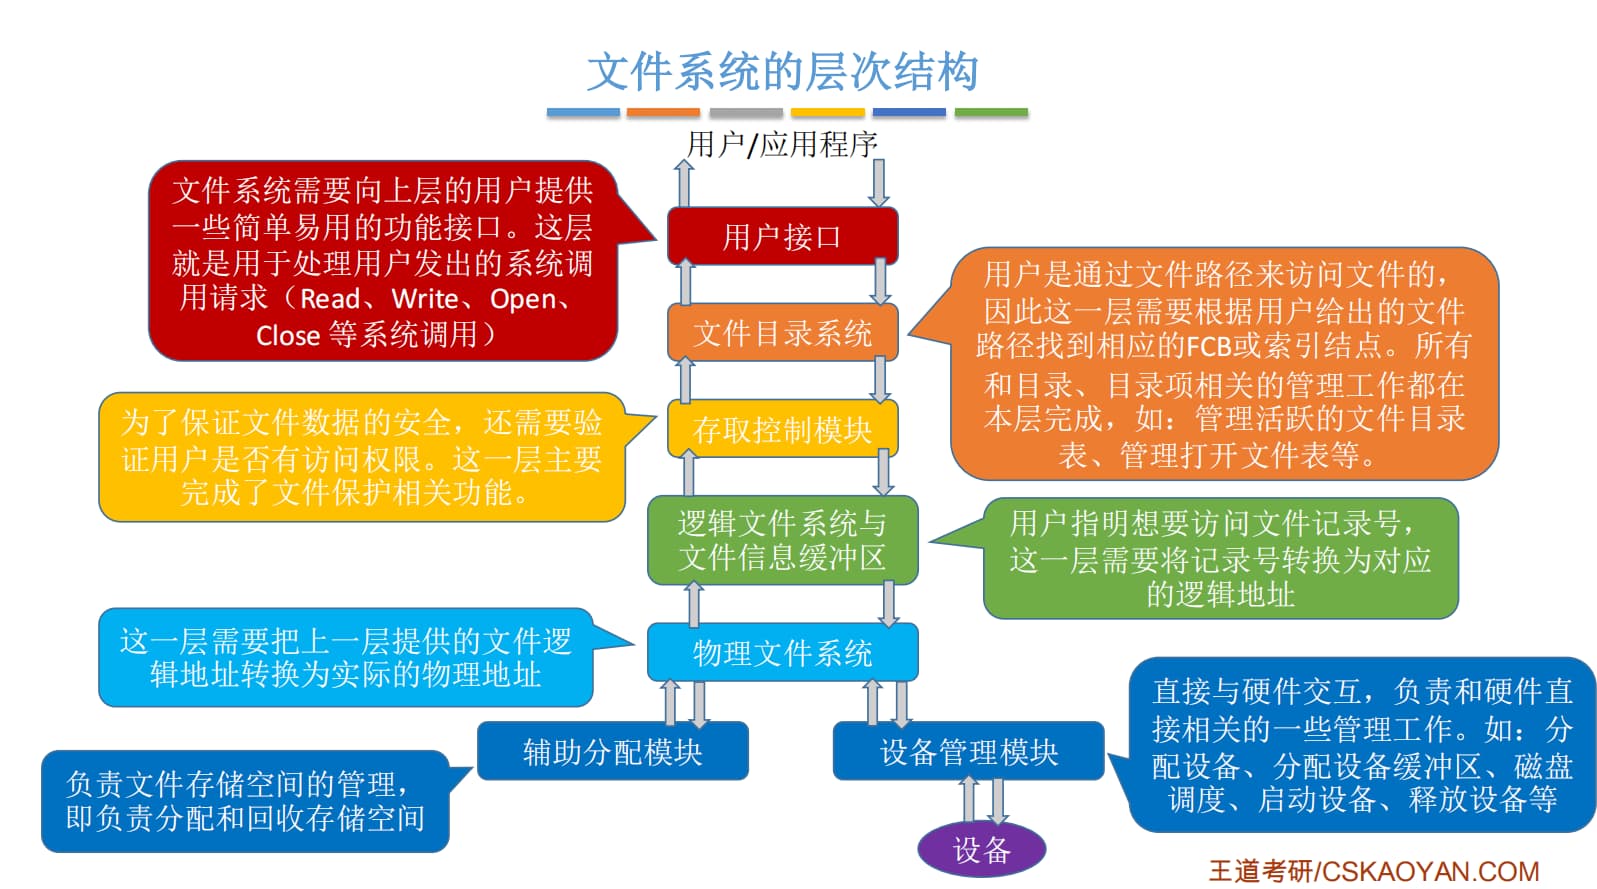 文件系统的层次结构
用户/应用程序
文件系统需要向上层的用户提供
一些简单易用的功能接口。这层
就是用于处理用户发出的系统调
用请求（Read、Write、Open、
Close 等系统调用）
用户接口
用户是通过文件路径来访问文件的，
因此这一层需要根据用户给出的文件
路径找到相应的FCB或索引结点。所有
和目录、目录项相关的管理工作都在
本层完成，如：管理活跃的文件目录
表、管理打开文件表等。
文件目录系统
为了保证文件数据的安全，还需要验
证用户是否有访问权限。这一层主要
完成了文件保护相关功能。
存取控制模块
逻辑文件系统与
文件信息缓冲区
用户指明想要访问文件记录号，
这一层需要将记录号转换为对应
的逻辑地址
这一层需要把上一层提供的文件逻
辑地址转换为实际的物理地址
物理文件系统
辅助分配模块
设备管理模块
直接与硬件交互，负责和硬件直
接相关的一些管理工作。如：分
配设备、分配设备缓冲区、磁盘
调度、启动设备、释放设备等
负责文件存储空间的管理，
即负责分配和回收存储空间
设备
王道考研/CSKAOYAN.COM